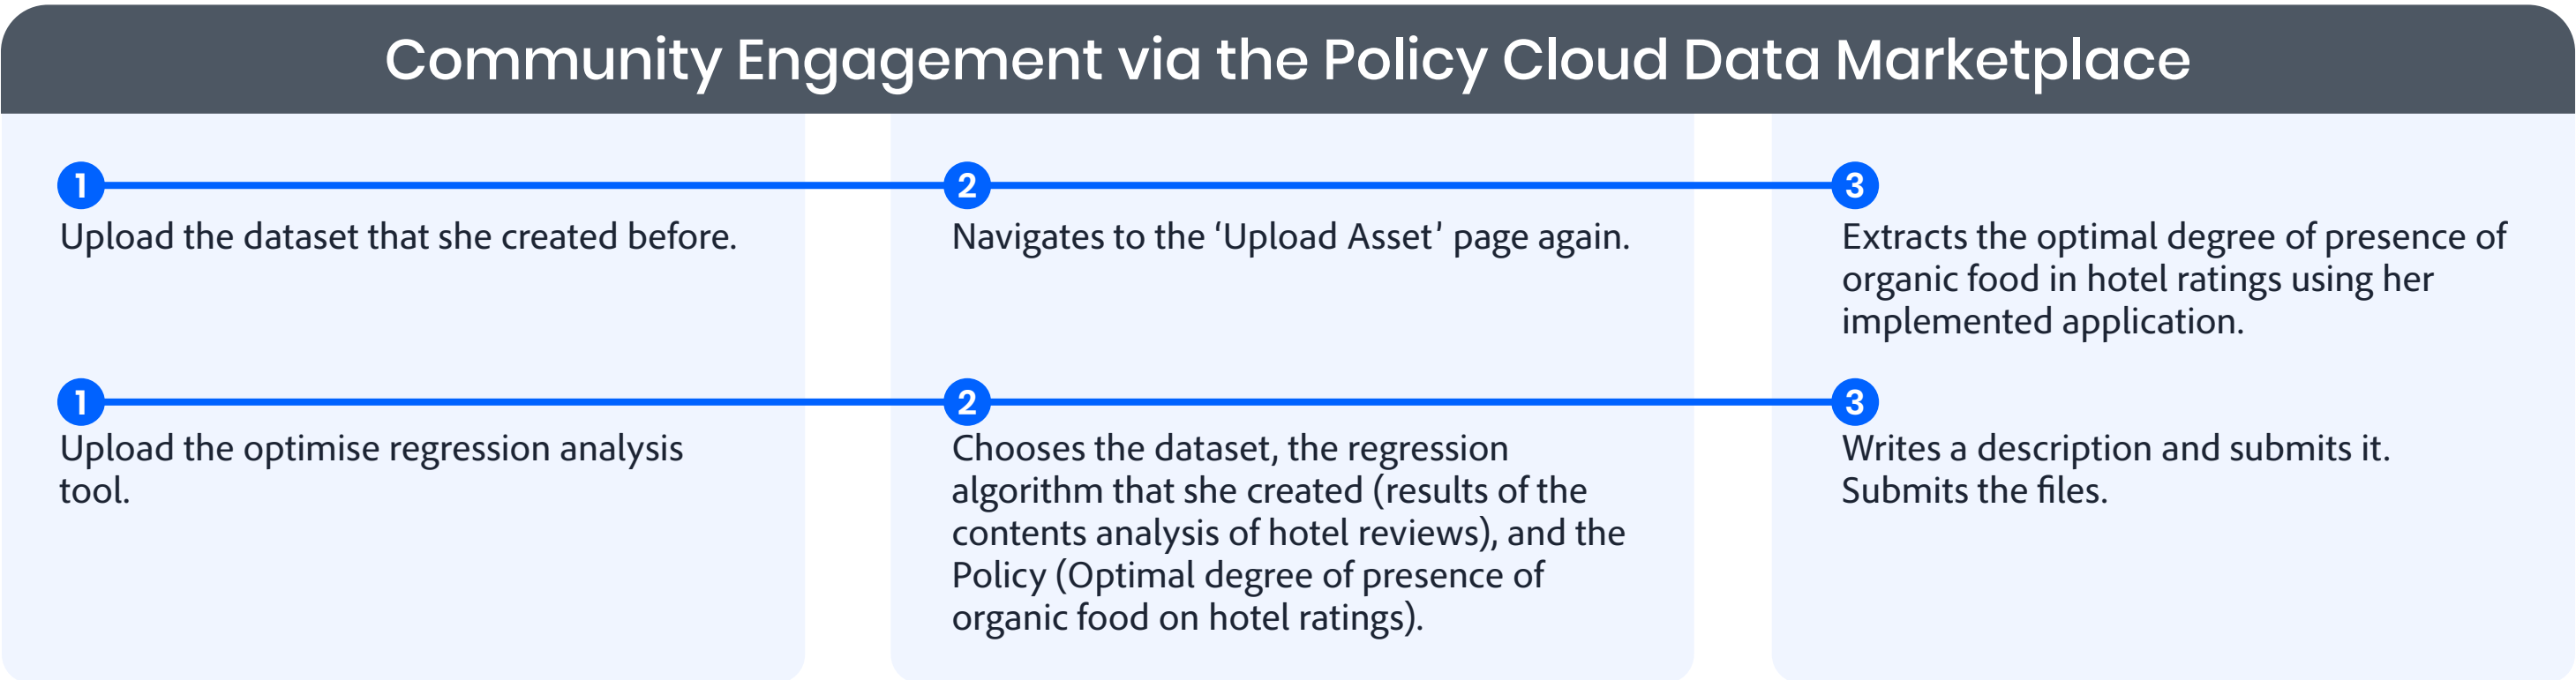 Community Engagement via the Policy Cloud Data Marketplace
1
Upload the dataset that she created before.
2
Navigates to the ‘Upload Asset’ page again.
3
Extracts the optimal degree of presence of
organic food in hotel ratings using her
implemented application.
1
Upload the optimise regression analysis
tool.
2
Chooses the dataset, the regression
algorithm that she created (results of the
contents analysis of hotel reviews), and the
Policy (Optimal degree of presence of
organic food on hotel ratings).
3
Writes a description and submits it.
Submits the files.